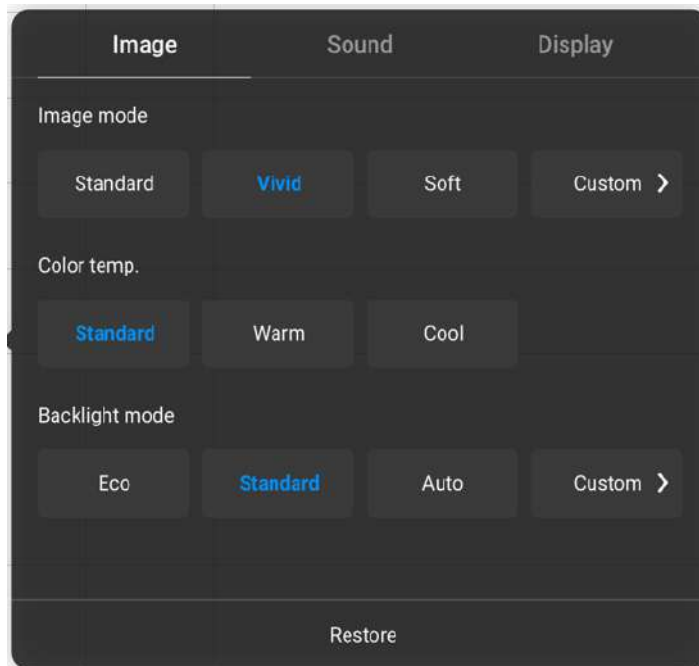 Image Sound Display
Image mode
Standard Vivid Soft Custom
Color temp.
Standard Warm Cool
Backlight mode
Eco Standard Auto Custom
Restore